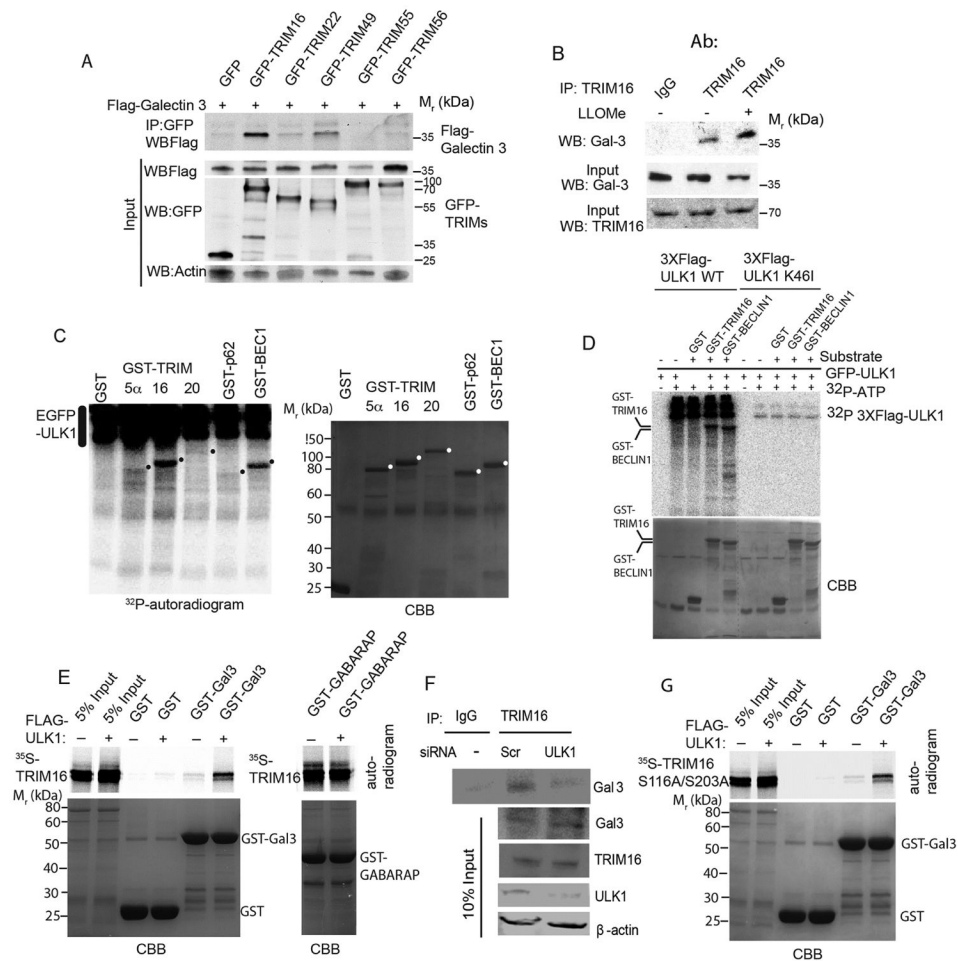 A
GFP
GFP-TRIM16
GFP-TRIM22
GFP-TRIM49
GFP-TRIM55
GFP-TRIM56
Flag-Galectin 3 + + + + + + Mr (kDa)
IP:GFP
WBFlag
35
Flag-
Galectin 3
Input
WBFlag
35
WB:GFP
100
70
55
35
25
GFP-
TRIMs
WB:Actin
B
Ab:
IP: TRIM16
IgG
TRIM16
TRIM16
LLOMe - - +
Mr (kDa)
WB: Gal-3
35
Input
WB: Gal-3
35
Input
WB: TRIM16
70
C
GST
GST-TRIM
5α 16 20
GST-p62
GST-BEC1
EGFP
-ULK1
32P-autoradiogram
GST
GST-TRIM
5α 16 20
GST-p62
GST-BEC1
Mr (kDa)
150
100
80
60
50
40
30
25
CBB
3XFlag-
ULK1 WT
3XFlag-
ULK1 K46I
D
- - GST GST-TRIM16 GST-BECLIN1 - - GST GST-TRIM16 GST-BECLIN1
+ + + + + + Substrate
+ + + + + + + + + + GFP-ULK1
- + + + + - + + + + 32P-ATP
32P 3XFlag-ULK1
GST-
TRIM16
GST-
BECLIN1
GST-
TRIM16
GST-
BECLIN1
CBB
E
5% Input
5% Input
GST
GST
GST-Gal3
GST-Gal3
FLAG-
ULK1: – + – + – +
35S-
TRIM16
Mr (kDa)
80
60
50
40
30
25
GST-Gal3
GST
CBB
GST-GABARAP
GST-GABARAP
– +
35S-
TRIM16
auto-
radiogram
GST-
GABARAP
CBB
F
IP: IgG TRIM16
siRNA - Scr ULK1
Gal3
10% Input
Gal3
TRIM16
ULK1
β-actin
G
5% Input
5% Input
GST
GST
GST-Gal3
GST-Gal3
FLAG-
ULK1: – + – + – +
35S-TRIM16
S116A/S203A
auto-
radiogram
Mr (kDa)
80
60
50
40
30
25
GST-Gal3
GST
CBB